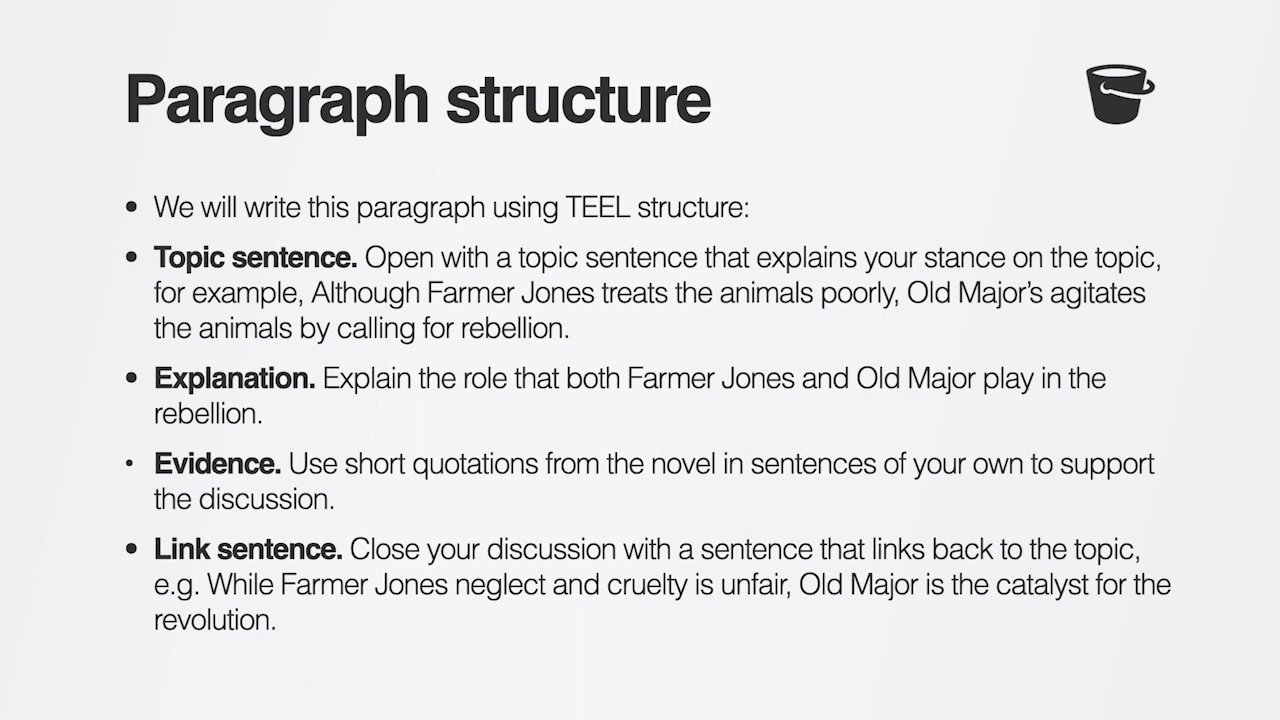 Paragraph structure
• We will write this paragraph using TEEL structure:
• Topic sentence. Open with a topic sentence that explains your stance on the topic,
for example, Although Farmer Jones treats the animals poorly, Old Major’s agitates
the animals by calling for rebellion.
• Explanation. Explain the role that both Farmer Jones and Old Major play in the
rebellion.
• Evidence. Use short quotations from the novel in sentences of your own to support
the discussion.
• Link sentence. Close your discussion with a sentence that links back to the topic,
e.g. While Farmer Jones neglect and cruelty is unfair, Old Major is the catalyst for the
revolution.